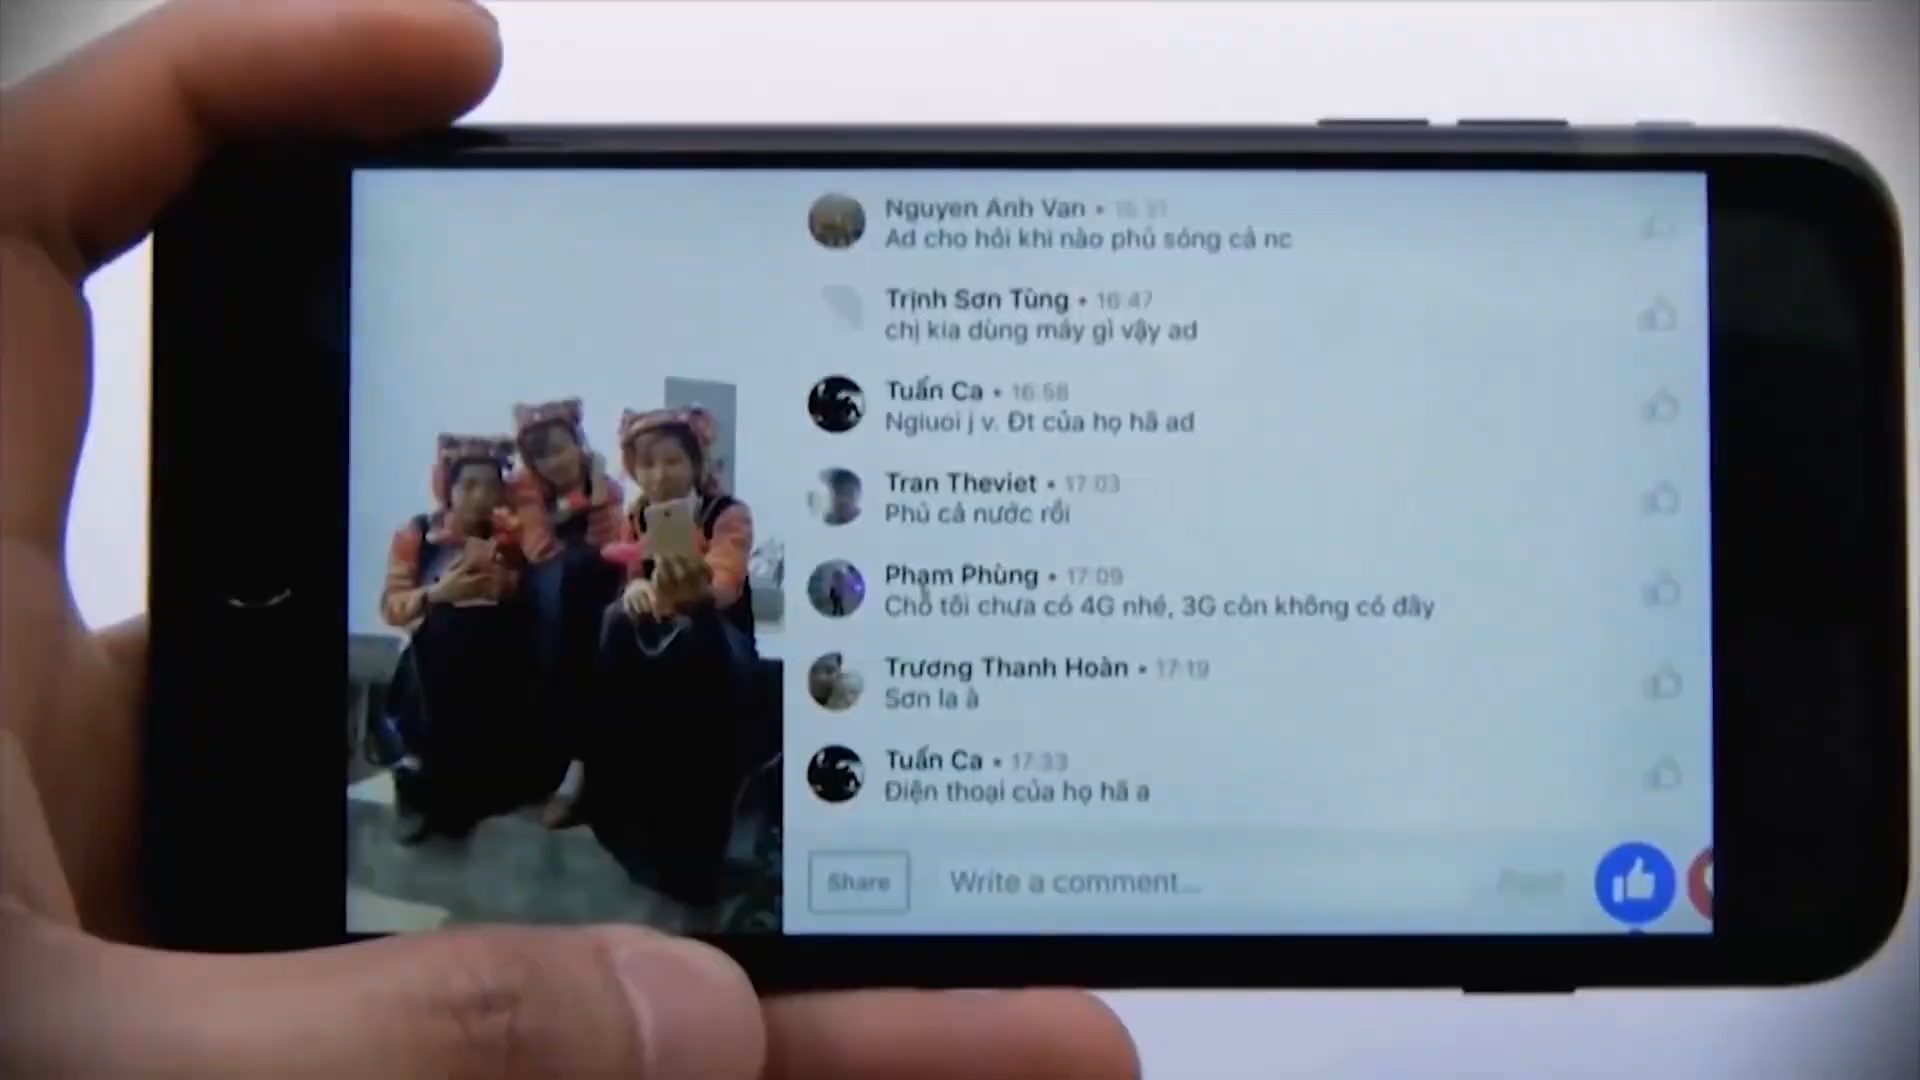 Nguyen Anh Van •
Ad cho hỏi khi nào phủ sóng cả nc
Trịnh Sơn Tùng • 16:47
chị kia dùng máy gì vậy ad
Tuấn Ca • 16:58
Ngiuoi j v. Đt của họ hã ad
Tran Theviet • 17:03
Phủ cả nước rồi
Phạm Phùng • 17:09
Chỗ tôi chưa có 4G nhé, 3G còn không có đây
Trương Thanh Hoàn • 17:19
Sơn la à
Tuấn Ca • 17:33
Điện thoại của họ hã a
Share
Write a comment...